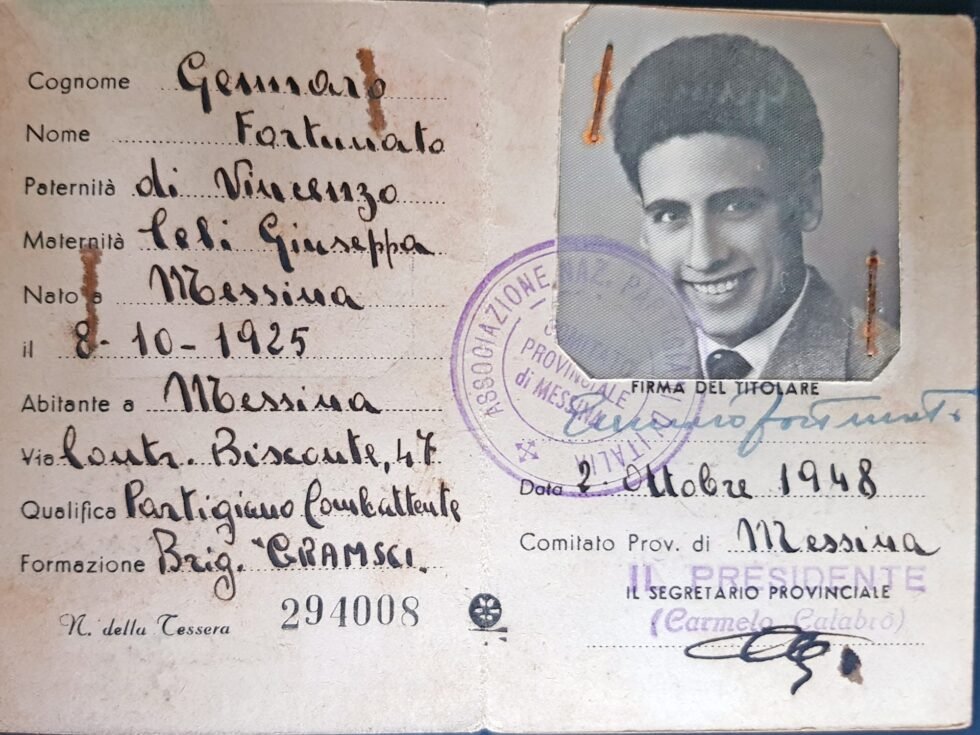 Cognome Gennaro
Nome Fortunato
Paternità di Vincenzo
Maternità Celi Giuseppa
Nato a Messina
il 8-10-1925
Abitante a Messina
Via Contr. Bisconte, 47
Qualifica Partigiano Combattente
Formazione Brig. "GRAMSCI.
N. della Tessera 294008
ASSOCIAZIONE NAZ. D'ITALIA
COMITATO
PROVINCIALE
di MESSINA
FIRMA DEL TITOLARE
Gennaro Fortunato
Data 2. Ottobre 1948
Comitato Prov. di Messina
IL PRESIDENTE
IL SEGRETARIO PROVINCIALE
(Carmelo Calabrò)